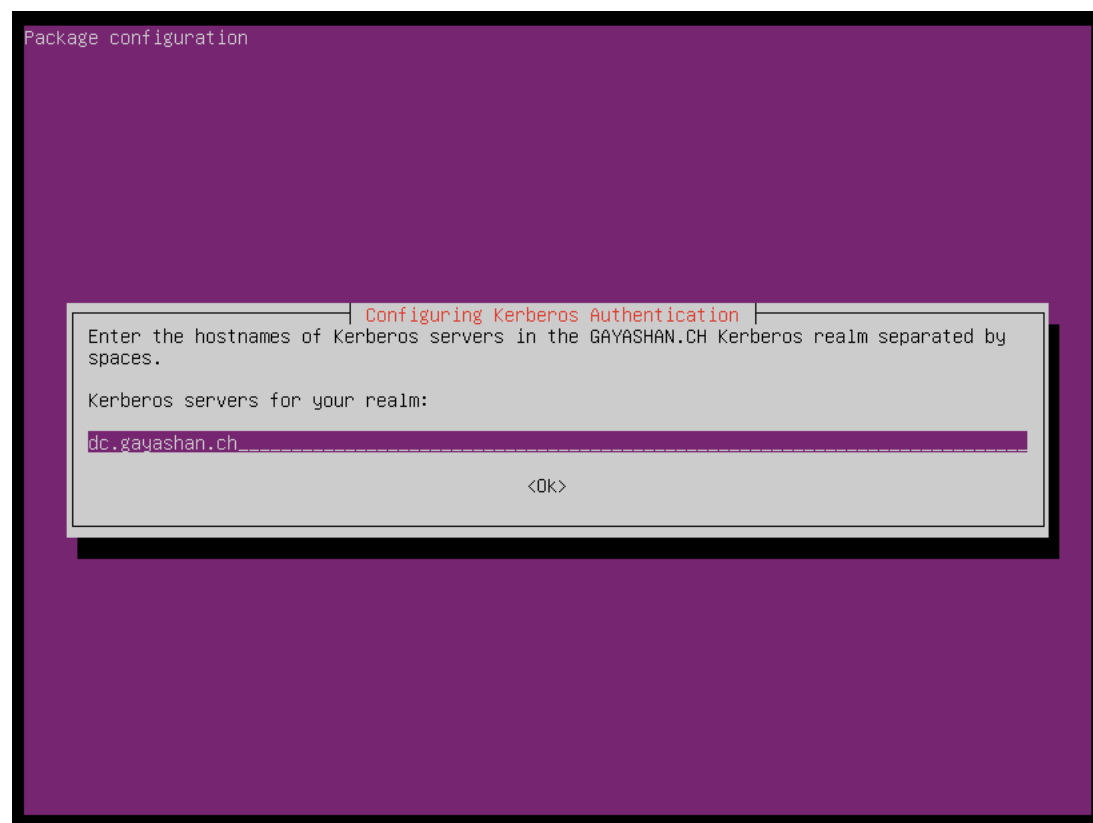 Package configuration
Configuring Kerberos Authentication
Enter the hostnames of Kerberos servers in the GAYASHAN.CH Kerberos realm separated by
spaces.
Kerberos servers for your realm:
dc.gayashan.ch
<Ok>